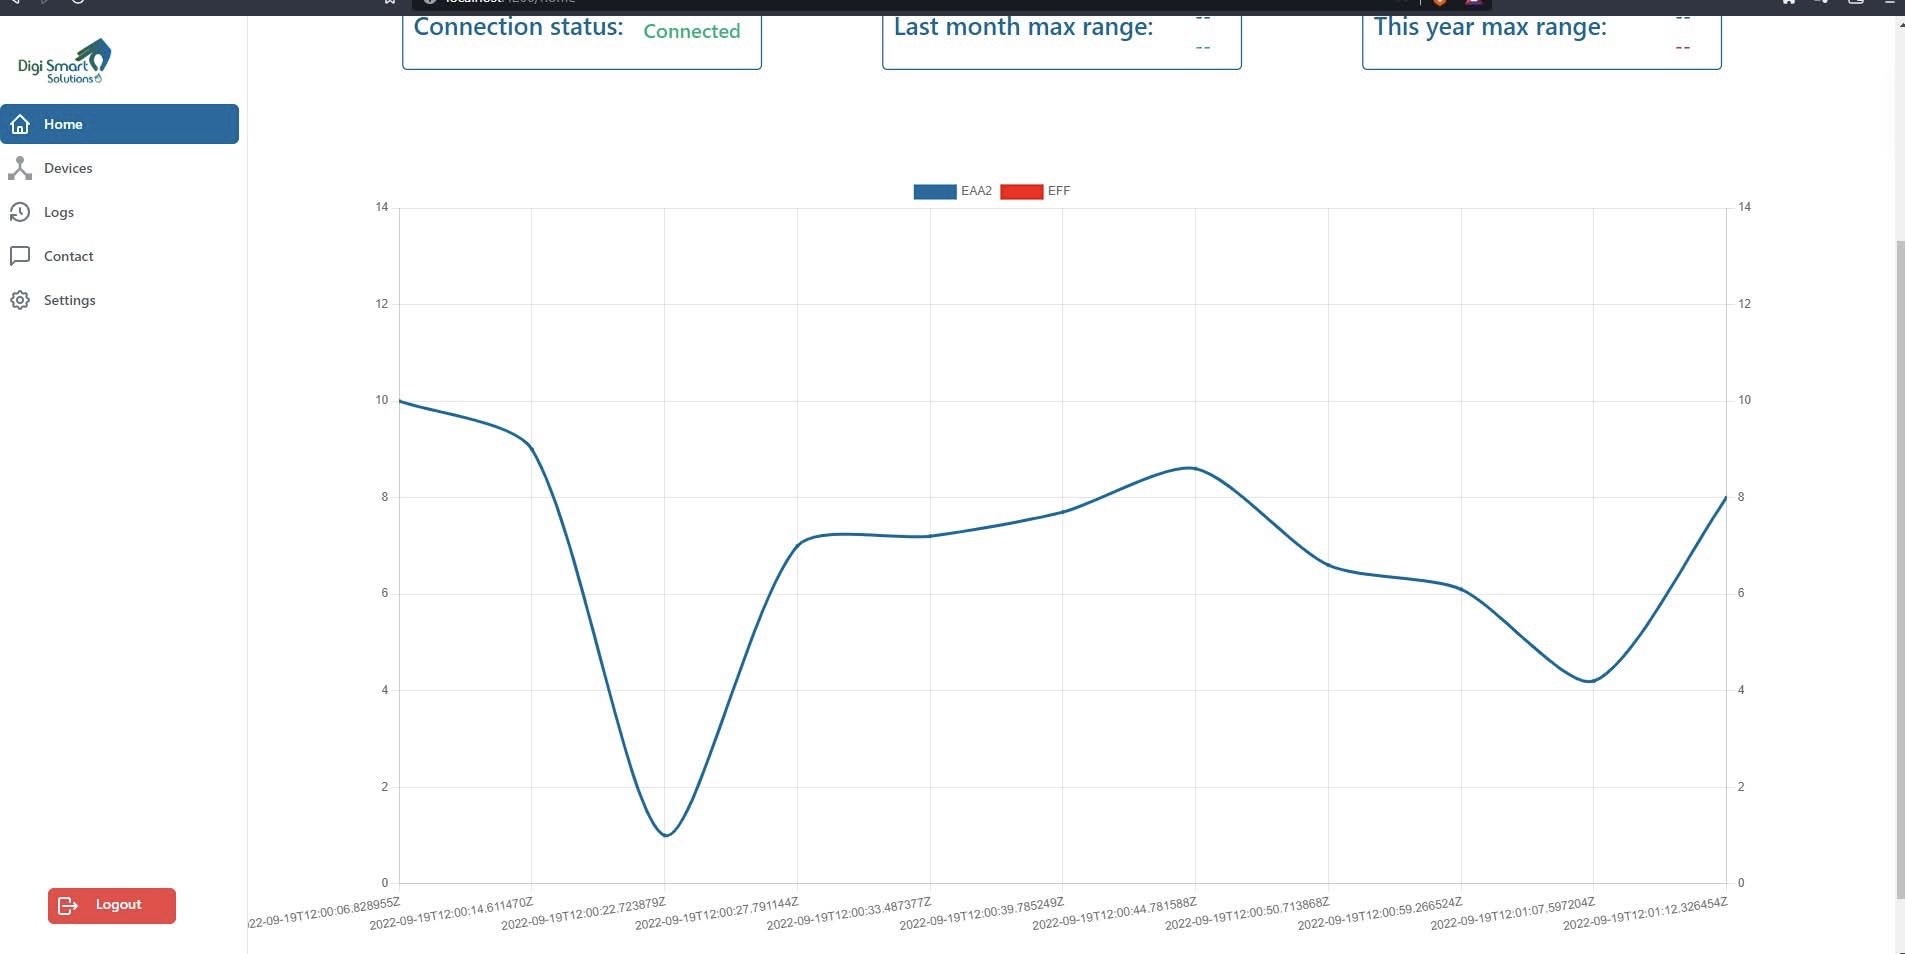 Connection status: Connected
Last month max range: --
--
This year max range: --
--
Digi Smart
Solutions
Home
Devices
Logs
Contact
Settings
Logout
EAA2 EFF
14 14
12 12
10 10
8 8
6 6
4 4
2 2
0 0
22-09-19T12:00:06.828955Z
2022-09-19T12:00:14.611470Z
2022-09-19T12:00:22.723879Z
2022-09-19T12:00:27.791144Z
2022-09-19T12:00:33.487377Z
2022-09-19T12:00:39.785249Z
2022-09-19T12:00:44.781588Z
2022-09-19T12:00:50.713868Z
2022-09-19T12:00:59.266524Z
2022-09-19T12:01:07.597204Z
2022-09-19T12:01:12.326454Z